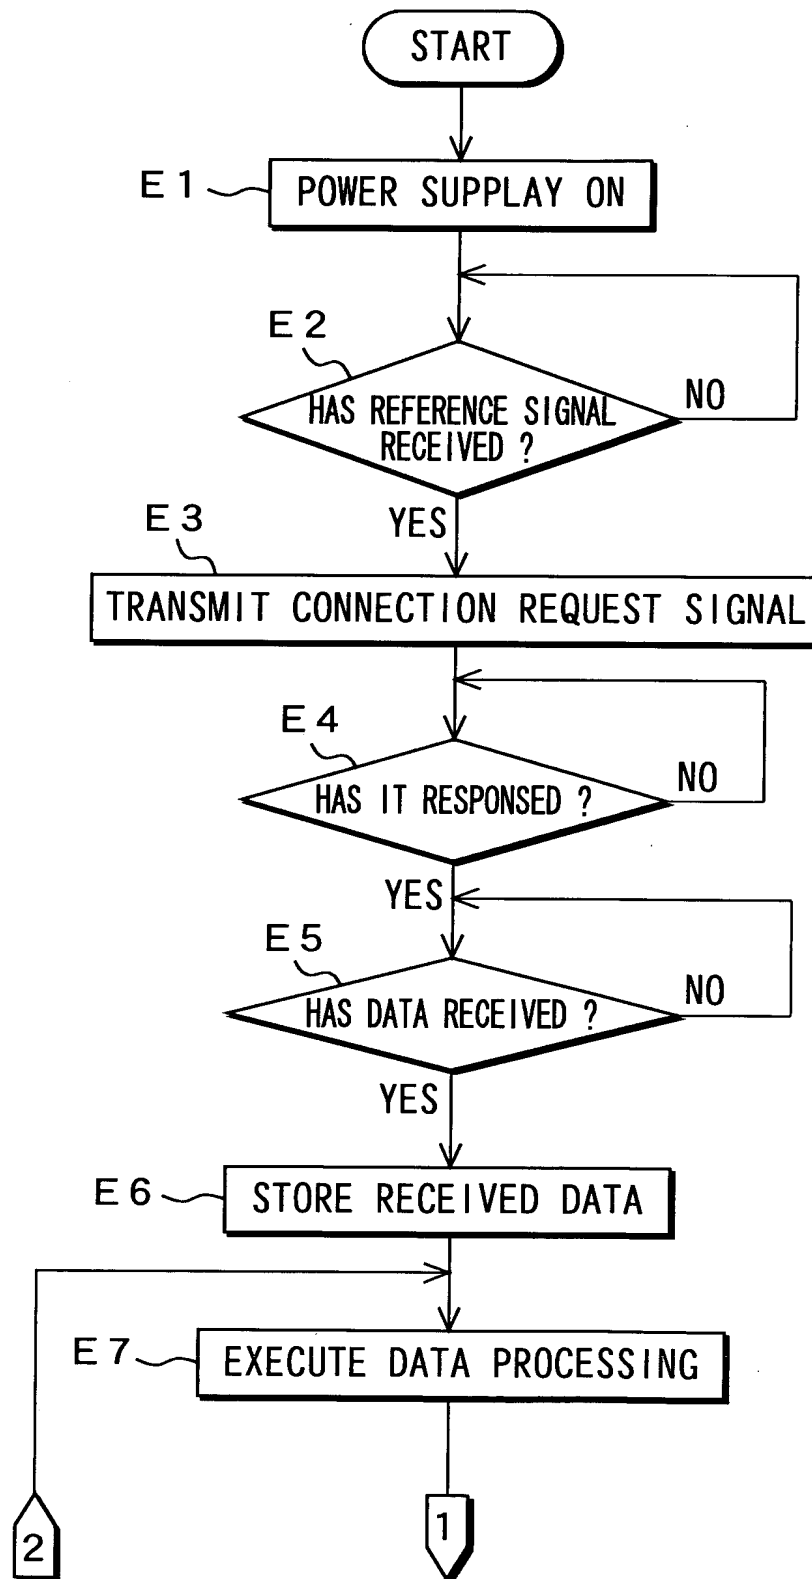 START
E1
POWER SUPPLAY ON
E2
HAS REFERENCE SIGNAL
RECEIVED ?
NO
YES
E3
TRANSMIT CONNECTION REQUEST SIGNAL
E4
HAS IT RESPONSED ?
NO
YES
E5
HAS DATA RECEIVED ?
NO
YES
E6
STORE RECEIVED DATA
E7
EXECUTE DATA PROCESSING
2
1